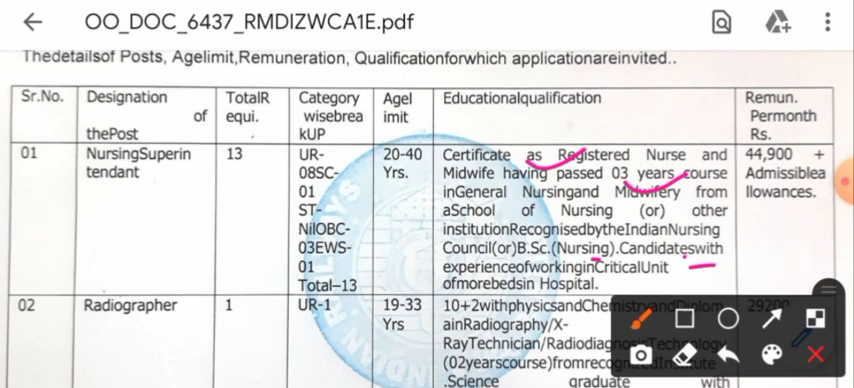 OO_DOC_6437_RMDIZWCA1E.pdf
Thedetailsof Posts, Agelimit,Remuneration, Qualificationforwhich applicationareinvited..
Sr.No. Designation of thePost TotalR equi. Category wisebrea kUP Agel imit Educationalqualification Remun. Permonth Rs.
01 NursingSuperin tendant 13
UR-
08SC-
01
ST-
NilOBC-
03EWS-
01
Total–13
20-40
Yrs.
Certificate as Registered Nurse and
Midwife having passed 03 years course
inGeneral Nursingand Midwifery from
aSchool of Nursing (or) other
institutionRecognisedbytheIndianNursing
Council(or)B.Sc.(Nursing).Candidateswith
experienceofworkinginCriticalUnit
ofmorebedsin Hospital.
44,900 +
Admissiblea
llowances.
02 Radiographer 1 UR-1
19-33
Yrs
10+2withphysicsandChemistryandDiplom
ainRadiography/X-
RayTechnician/RadiodiagnosisTechnology
(02yearscourse)fromrecognizedInstitute
.Science graduate with
29200
INDIAN RAILWAYS